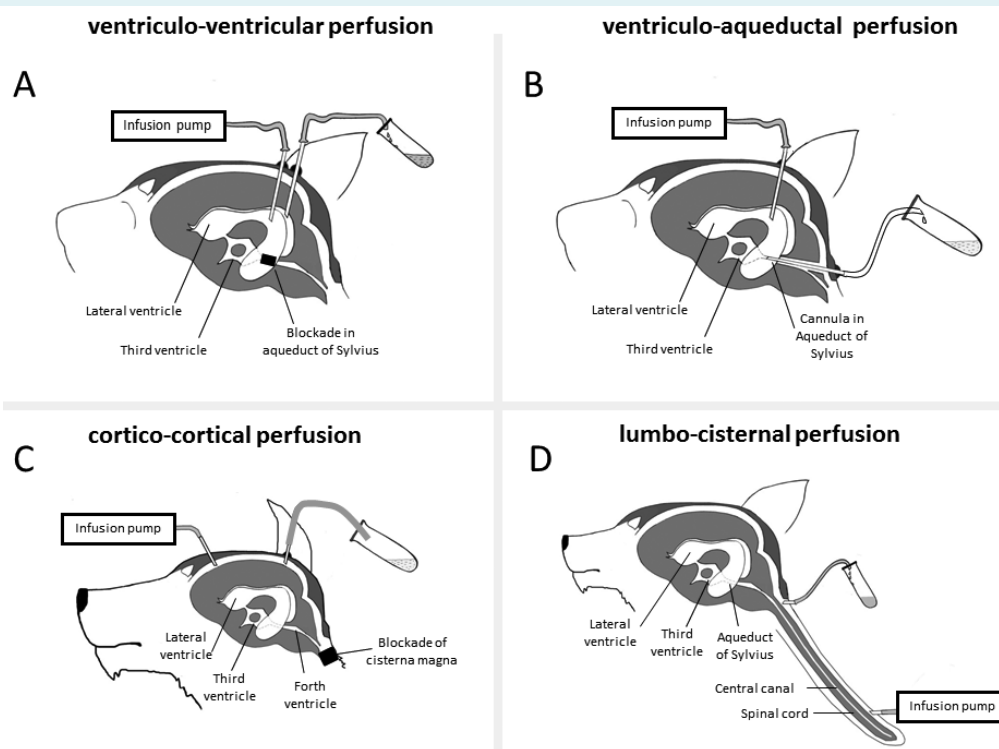 ventriculo-ventricular perfusion
A
Infusion pump
Lateral ventricle
Third ventricle
Blockade in
aqueduct of Sylvius
ventriculo-aqueductal perfusion
B
Infusion pump
Lateral ventricle
Third ventricle
Cannula in
Aqueduct of
Sylvius
cortico-cortical perfusion
C
Infusion pump
Lateral
ventricle
Third
ventricle
Forth
ventricle
Blockade of
cisterna magna
lumbo-cisternal perfusion
D
Lateral
ventricle
Third
ventricle
Aqueduct
of Sylvius
Central canal
Spinal cord
Infusion pump